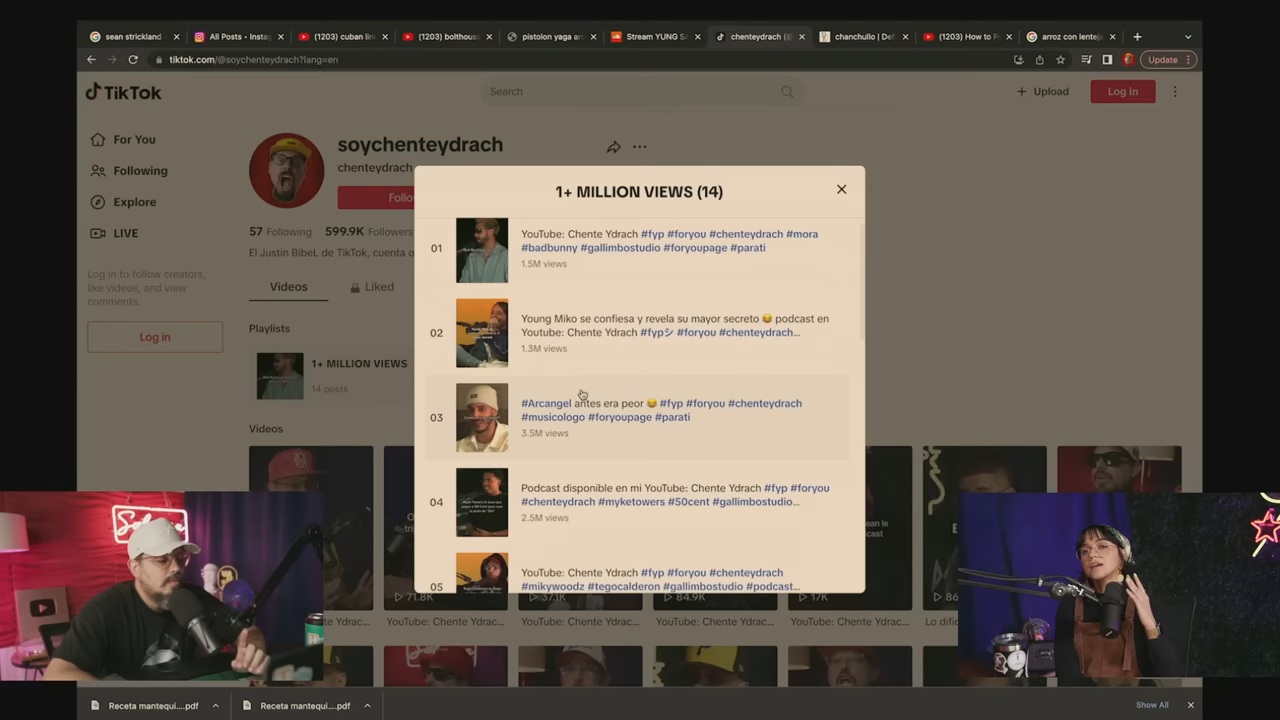 sean strickland
All Posts • Insta
(1203) cuban lin
(1203) bolthous
pistolon yaga ar
Stream YUNG SA
chenteydrach (@
chanchullo | Def
(1203) How to P
arroz con lentej
tiktok.com/@soychenteydrach?lang=en
Update
TikTok
Search
Upload
Log in
For You
Following
Explore
LIVE
Log in to follow creators,
like videos, and view
comments.
Log in
soychenteydrach
chenteydrach
Follo
57 Following 599.9K Followers
El Justin BibeL de TikTok, cuenta o
Videos
Liked
Playlists
1+ MILLION VIEWS
14 posts
Videos
1+ MILLION VIEWS (14)
01
YouTube: Chente Ydrach #fyp #foryou #chenteydrach #mora
#badbunny #gallimbostudio #foryoupage #parati
1.5M views
02
Young Miko se confiesa y revela su mayor secreto 😂 podcast en
Youtube: Chente Ydrach #fypシ #foryou #chenteydrach...
1.3M views
03
#Arcangel antes era peor 😂 #fyp #foryou #chenteydrach
#musicologo #foryoupage #parati
3.5M views
04
Podcast disponible en mi YouTube: Chente Ydrach #fyp #foryou
#chenteydrach #myketowers #50cent #gallimbostudio...
2.5M views
05
YouTube: Chente Ydrach #fyp #foryou #chenteydrach
#mikywoodz #tegocalderon #gallimbostudio #podcast...
71.8K
37.1K
84.9K
17K
86
YouTube: Chente Ydrac...
YouTube: Chente Ydrac...
YouTube: Chente Ydrac...
YouTube: Chente Ydrac...
Lo dific
Receta mantequi....pdf
Receta mantequi....pdf
Show All